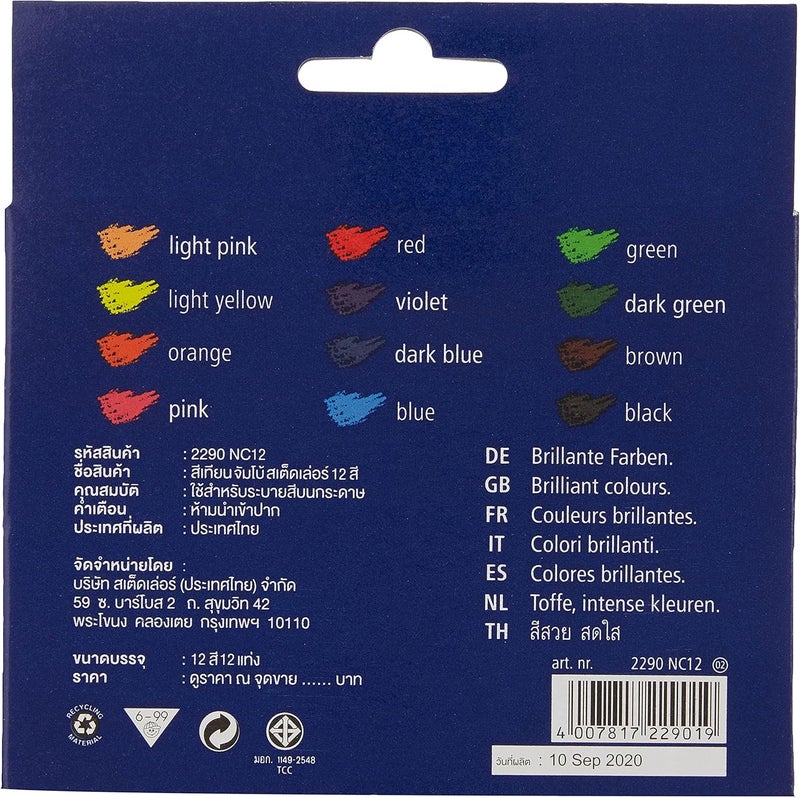 light pink
red
green
light yellow
violet
dark green
orange
dark blue
brown
pink
blue
black
รหัสสินค้า : 2290 NC12
ชื่อสินค้า : สีเทียนจัมโบ้สเต็ดเล่อร์ 12 สี
คุณสมบัติ : ใช้สำหรับระบายสีบนกระดาษ
คำเตือน : ห้ามนำเข้าปาก
ประเทศที่ผลิต : ประเทศไทย
จัดจำหน่ายโดย :
บริษัท สเต็ดเล่อร์ (ประเทศไทย) จำกัด
59 ซ. บาร์โบส 2 ถ. สุขุมวิท 42
พระโขนง คลองเตย กรุงเทพฯ 10110
ขนาดบรรจุ : 12 สี 12 แท่ง
ราคา : ดูราคา ณ จุดขาย ...... บาท
DE Brillante Farben.
GB Brilliant colours.
FR Couleurs brillantes.
IT Colori brillanti.
ES Colores brillantes.
NL Toffe, intense kleuren.
TH สีสวย สดใส
art. nr. 2290 NC12 02
4 007817 229019
วันที่ผลิต : 10 Sep 2020
RECYCLING
MATERIAL
6-99
มอก. 1149-2548
TCC